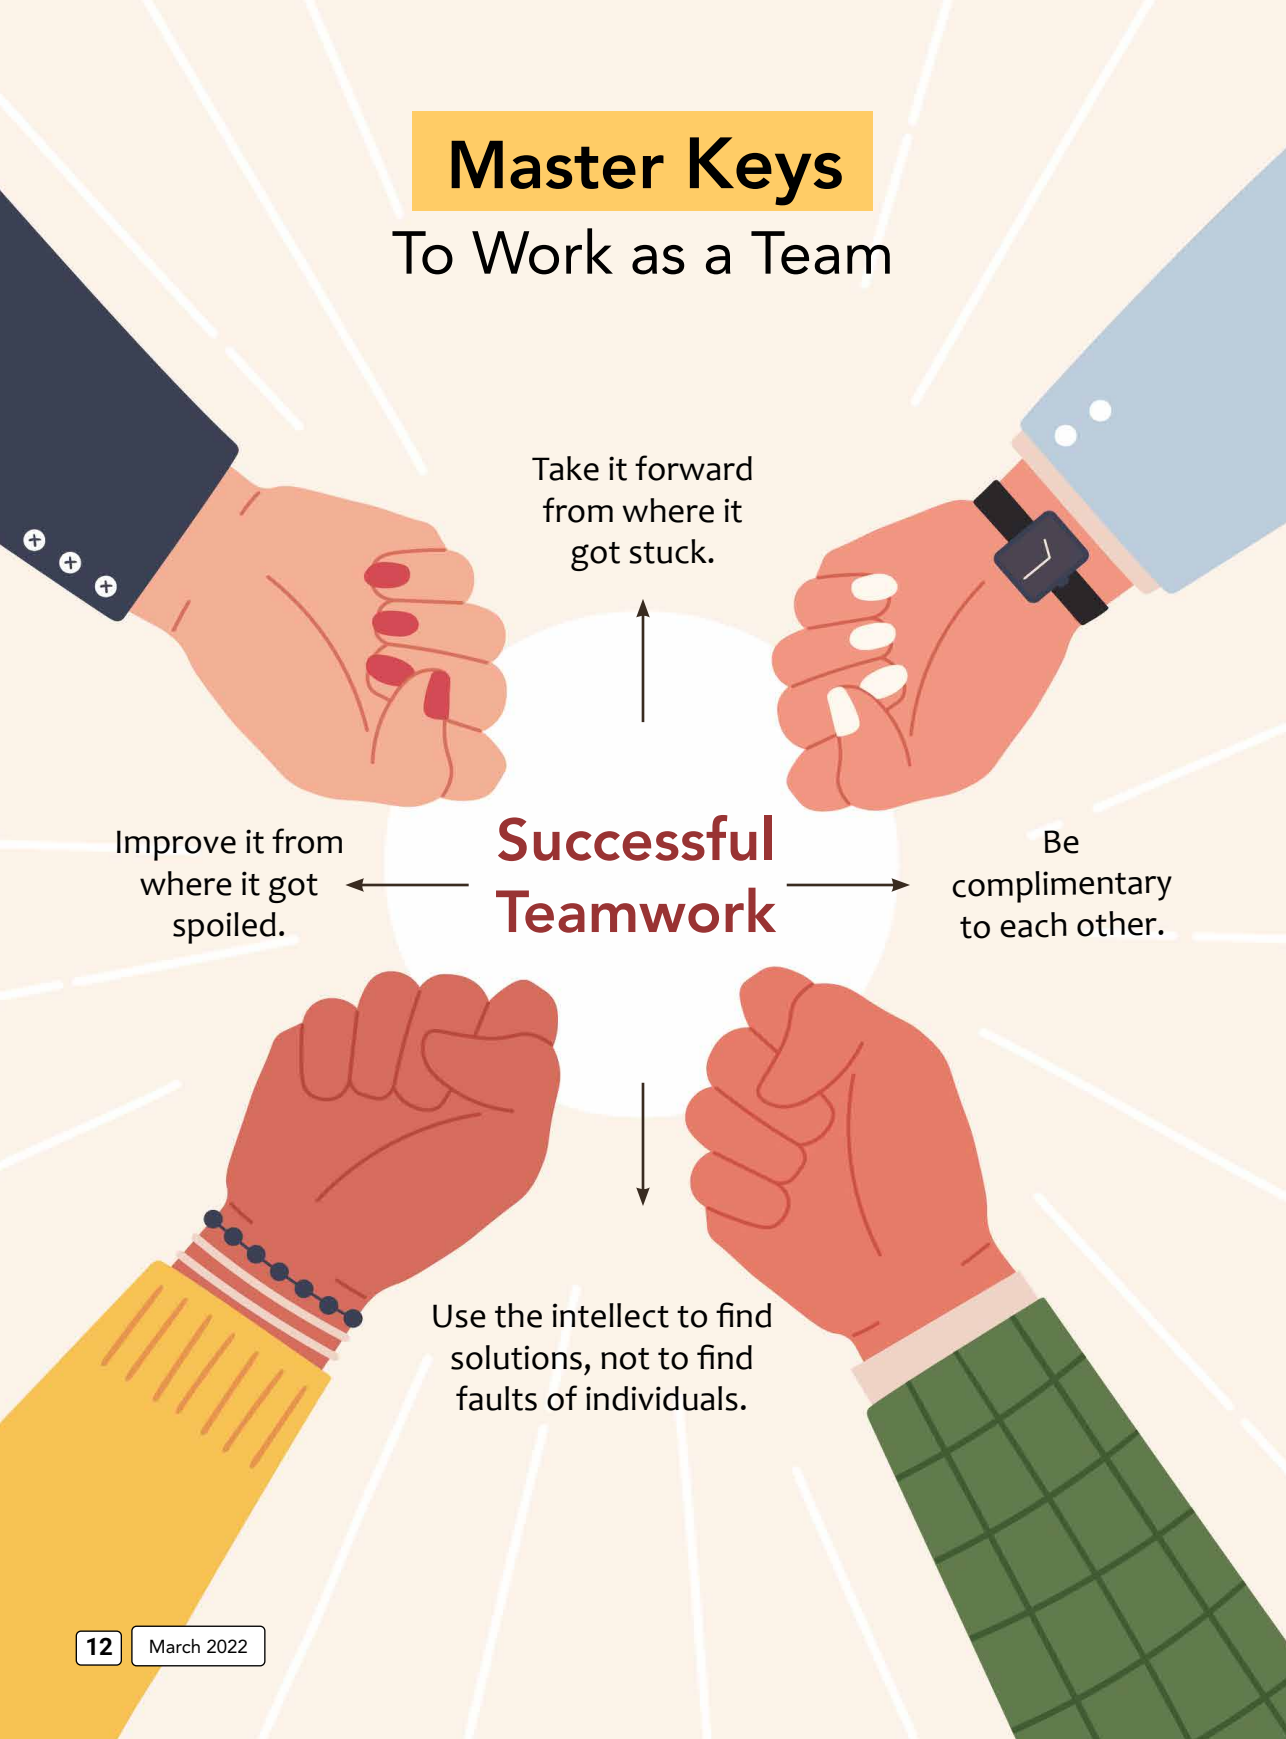 Master Keys
To Work as a Team
Take it forward
from where it
got stuck.
Improve it from
where it got
spoiled.
Successful
Teamwork
Be
complimentary
to each other.
Use the intellect to find
solutions, not to find
faults of individuals.
12 March 2022